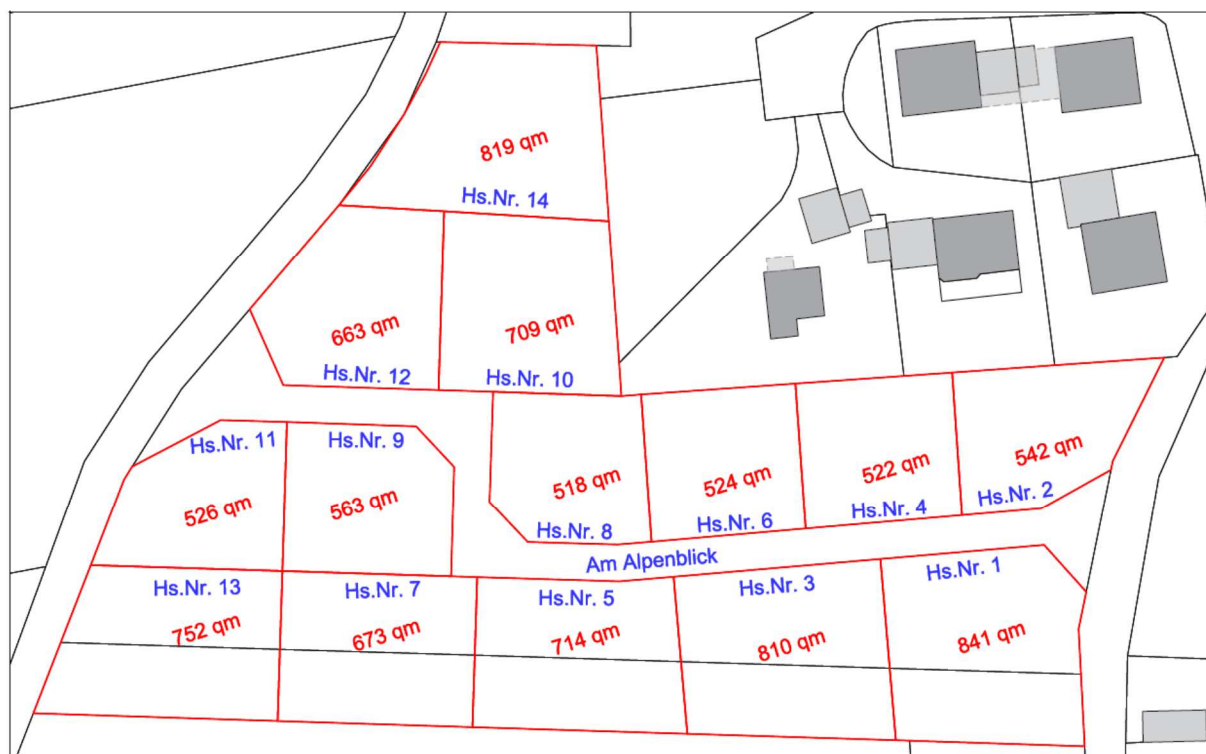 819 qm
Hs.Nr. 14
663 qm
709 qm
Hs.Nr. 12
Hs.Nr. 10
Hs.Nr. 11
Hs.Nr. 9
526 qm
563 qm
518 qm
524 qm
522 qm
542 qm
Hs.Nr. 8
Hs.Nr. 6
Hs.Nr. 4
Hs.Nr. 2
Am Alpenblick
Hs.Nr. 13
Hs.Nr. 7
Hs.Nr. 5
Hs.Nr. 3
Hs.Nr. 1
752 qm
673 qm
714 qm
810 qm
841 qm